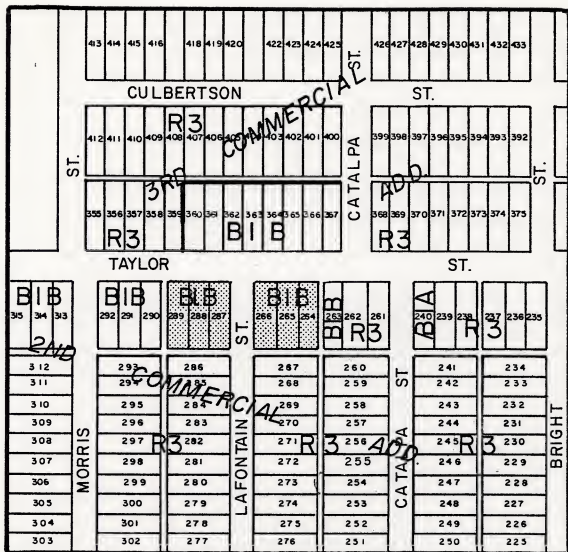 413 414 415 416 418 419 420 422 423 424 425 426 427 428 429 430 431 432 433
CULBERTSON ST.
412 411 410 409 408 407 403 402 401 400 399 398 397 396 395 394 393 392
R3
3RD COMMERCIAL ADD.
ST. ST. ST.
CATALPA
355 356 357 358 359 360 361 362 363 364 365 366 367 368 369 370 371 372 373 374 375
R3 B1B R3
TAYLOR ST.
B1B B1B B1B B1B BB R3 BA R3
315 314 313 292 291 290 289 288 287 266 265 264 263 262 261 240 239 238 237 236 235
ST.
2ND COMMERCIAL ADD.
312 293 286 267 260 241 234
311 294 285 268 259 242 233
310 295 284 269 258 243 232
309 296 283 270 257 244 231
308 297 R3 282 271 R3 256 245 R3 230
307 298 281 272 255 246 229
306 299 280 273 254 247 228
305 300 279 274 253 248 227
304 301 278 275 252 249 226
303 302 277 276 251 250 225
MORRIS
LAFONTAIN
CATALPA ST
BRIGHT